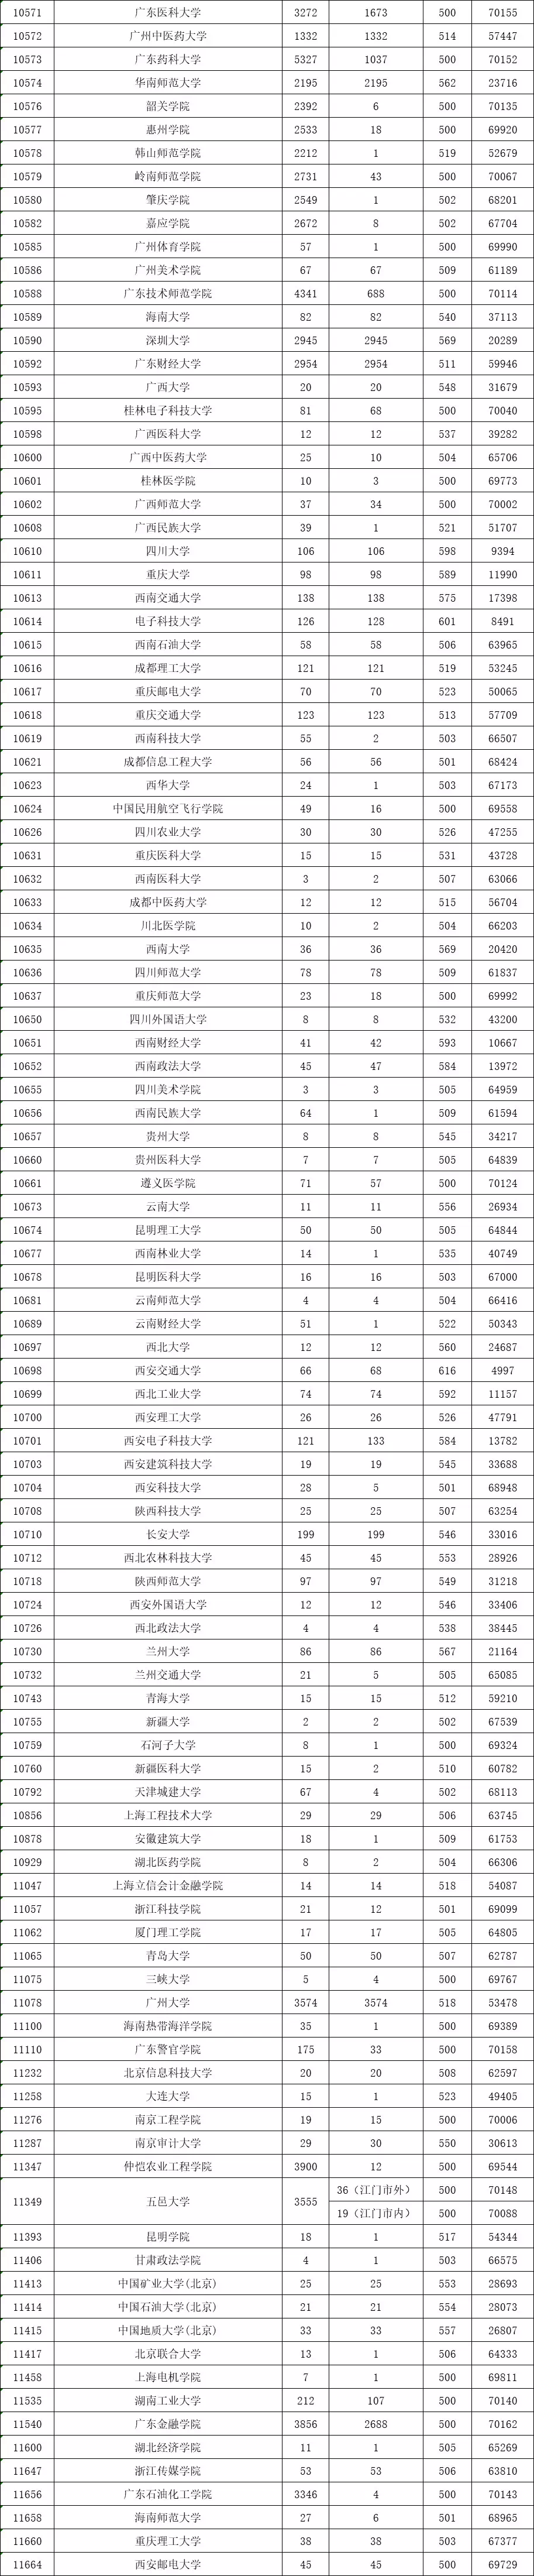 10571 广东医科大学 3272 1673 500 70155
10572 广州中医药大学 1332 1332 514 57447
10573 广东药科大学 5327 1037 500 70152
10574 华南师范大学 2195 2195 562 23716
10576 韶关学院 2392 6 500 70135
10577 惠州学院 2533 18 500 69920
10578 韩山师范学院 2212 1 519 52679
10579 岭南师范学院 2731 43 500 70067
10580 肇庆学院 2549 1 502 68201
10582 嘉应学院 2672 8 502 67704
10585 广州体育学院 57 1 500 69990
10586 广州美术学院 67 67 509 61189
10588 广东技术师范学院 4341 688 500 70114
10589 海南大学 82 82 540 37113
10590 深圳大学 2945 2945 569 20289
10592 广东财经大学 2954 2954 511 59946
10593 广西大学 20 20 548 31679
10595 桂林电子科技大学 81 68 500 70040
10598 广西医科大学 12 12 537 39282
10600 广西中医药大学 25 10 504 65706
10601 桂林医学院 10 3 500 69773
10602 广西师范大学 37 34 500 70002
10608 广西民族大学 39 1 521 51707
10610 四川大学 106 106 598 9394
10611 重庆大学 98 98 589 11990
10613 西南交通大学 138 138 575 17398
10614 电子科技大学 126 128 601 8491
10615 西南石油大学 58 58 506 63965
10616 成都理工大学 121 121 519 53245
10617 重庆邮电大学 70 70 523 50065
10618 重庆交通大学 123 123 513 57709
10619 西南科技大学 55 2 503 66507
10621 成都信息工程大学 56 56 501 68424
10623 西华大学 24 1 503 67173
10624 中国民用航空飞行学院 49 16 500 69558
10626 四川农业大学 30 30 526 47255
10631 重庆医科大学 15 15 531 43728
10632 西南医科大学 3 2 507 63066
10633 成都中医药大学 12 12 515 56704
10634 川北医学院 10 2 504 66203
10635 西南大学 36 36 569 20420
10636 四川师范大学 78 78 509 61837
10637 重庆师范大学 23 18 500 69992
10650 四川外国语大学 8 8 532 43200
10651 西南财经大学 41 42 593 10667
10652 西南政法大学 45 47 584 13972
10655 四川美术学院 3 3 505 64959
10656 西南民族大学 64 1 509 61594
10657 贵州大学 8 8 545 34217
10660 贵州医科大学 7 7 505 64839
10661 遵义医学院 71 57 500 70124
10673 云南大学 11 11 556 26934
10674 昆明理工大学 50 50 505 64844
10677 西南林业大学 14 1 535 40749
10678 昆明医科大学 16 16 503 67000
10681 云南师范大学 4 4 504 66416
10689 云南财经大学 51 1 522 50343
10697 西北大学 12 12 560 24687
10698 西安交通大学 66 68 616 4997
10699 西北工业大学 74 74 592 11157
10700 西安理工大学 26 26 526 47791
10701 西安电子科技大学 121 133 584 13782
10703 西安建筑科技大学 19 19 545 33688
10704 西安科技大学 28 5 501 68948
10708 陕西科技大学 25 25 507 63254
10710 长安大学 199 199 546 33016
10712 西北农林科技大学 45 45 553 28926
10718 陕西师范大学 97 97 549 31218
10724 西安外国语大学 12 12 546 33406
10726 西北政法大学 4 4 538 38445
10730 兰州大学 86 86 567 21164
10732 兰州交通大学 21 5 505 65085
10743 青海大学 15 15 512 59210
10755 新疆大学 2 2 502 67539
10759 石河子大学 8 1 500 69324
10760 新疆医科大学 15 2 510 60782
10792 天津城建大学 67 4 502 68113
10856 上海工程技术大学 29 29 506 63745
10878 安徽建筑大学 18 1 509 61753
10929 湖北医药学院 8 2 504 66306
11047 上海立信会计金融学院 14 14 518 54087
11057 浙江科技学院 21 12 501 69099
11062 厦门理工学院 17 17 505 64805
11065 青岛大学 50 50 507 62787
11075 三峡大学 5 4 500 69767
11078 广州大学 3574 3574 518 53478
11100 海南热带海洋学院 35 1 500 69389
11110 广东警官学院 175 33 500 70158
11232 北京信息科技大学 20 20 508 62597
11258 大连大学 15 1 523 49405
11276 南京工程学院 19 15 500 70006
11287 南京审计大学 29 30 550 30613
11347 仲恺农业工程学院 3900 12 500 69544
11349 五邑大学 3555 36（江门市外） 500 70148
19（江门市内） 500 70088
11393 昆明学院 18 1 517 54344
11406 甘肃政法学院 4 1 503 66575
11413 中国矿业大学(北京) 25 25 553 28693
11414 中国石油大学(北京) 21 21 554 28073
11415 中国地质大学(北京) 33 33 557 26807
11417 北京联合大学 13 1 506 64333
11458 上海电机学院 7 1 500 69811
11535 湖南工业大学 212 107 500 70140
11540 广东金融学院 3856 2688 500 70162
11600 湖北经济学院 11 1 505 65269
11647 浙江传媒学院 53 53 506 63810
11656 广东石油化工学院 3346 4 500 70143
11658 海南师范大学 27 6 501 68965
11660 重庆理工大学 38 38 503 67377
11664 西安邮电大学 45 45 500 69729